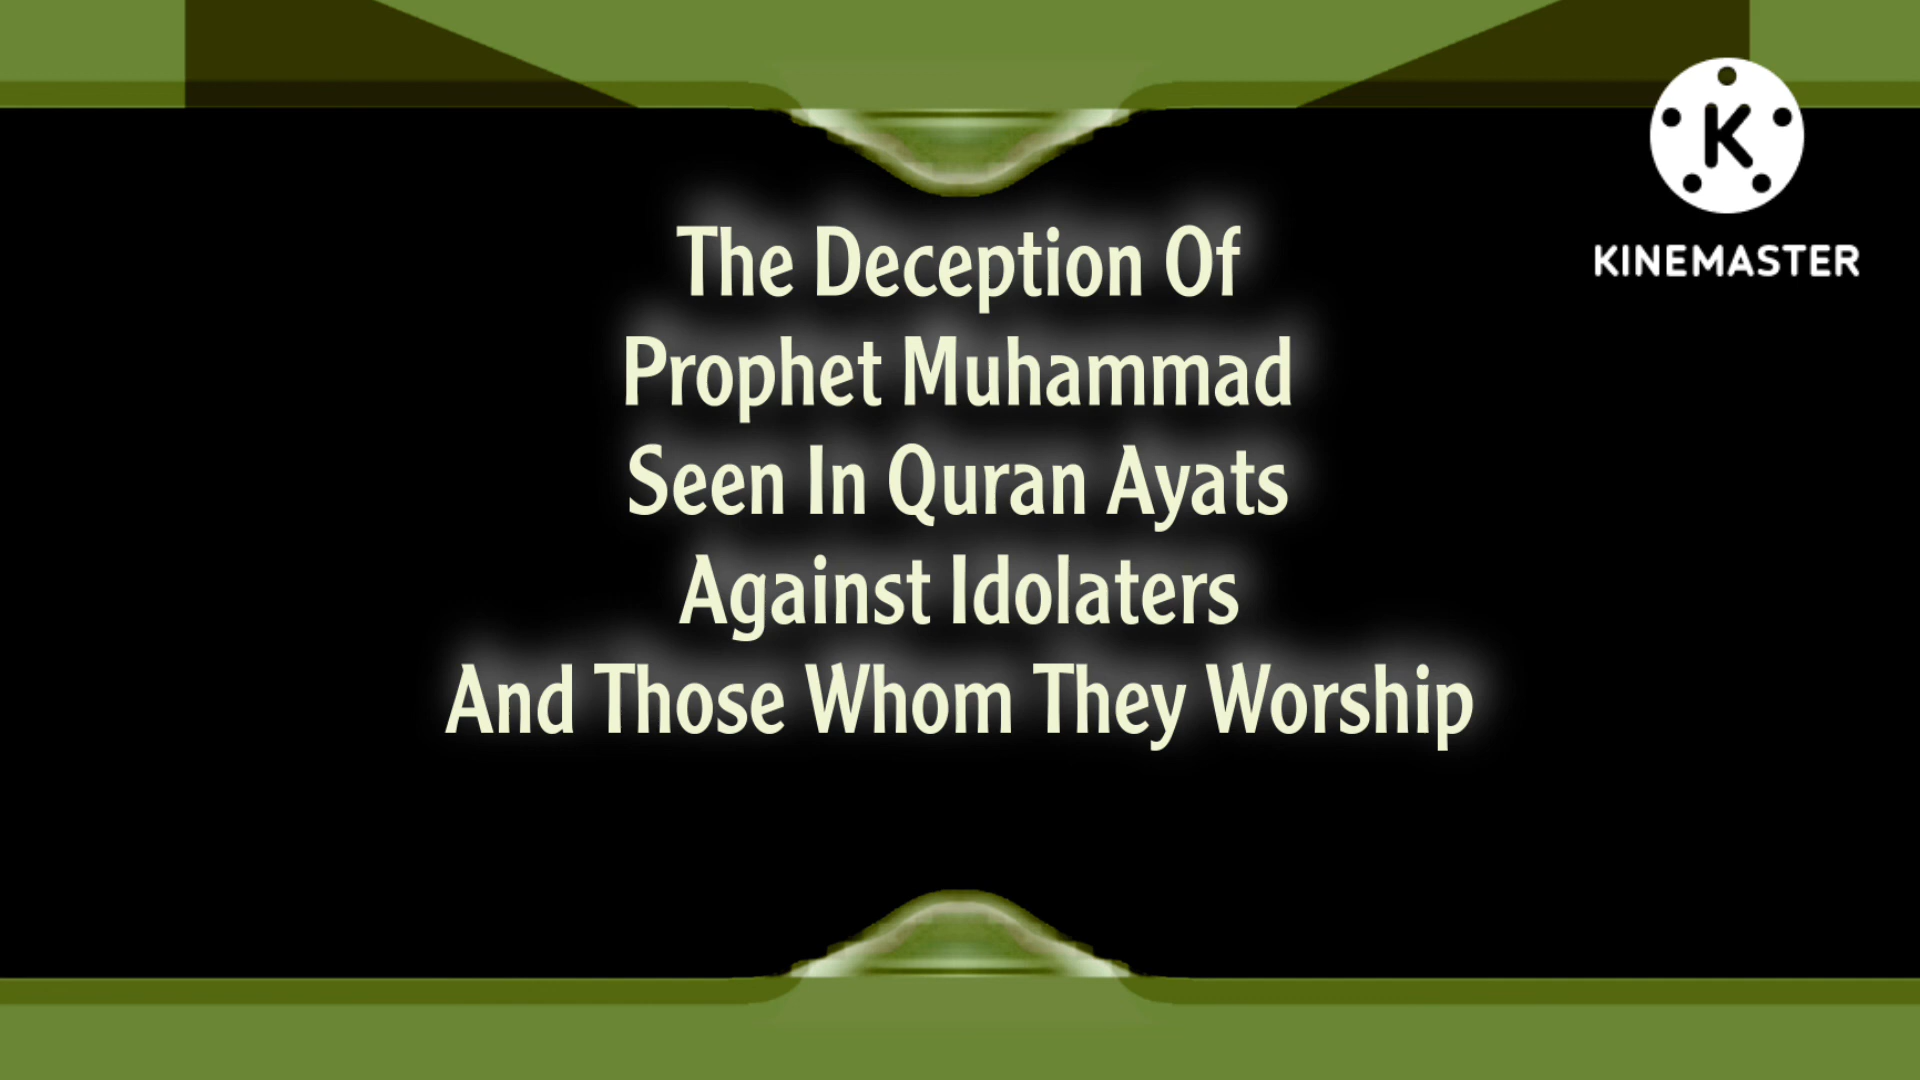 The Deception Of
Prophet Muhammad
Seen In Quran Ayats
Against Idolaters
And Those Whom They Worship
K
KINEMASTER